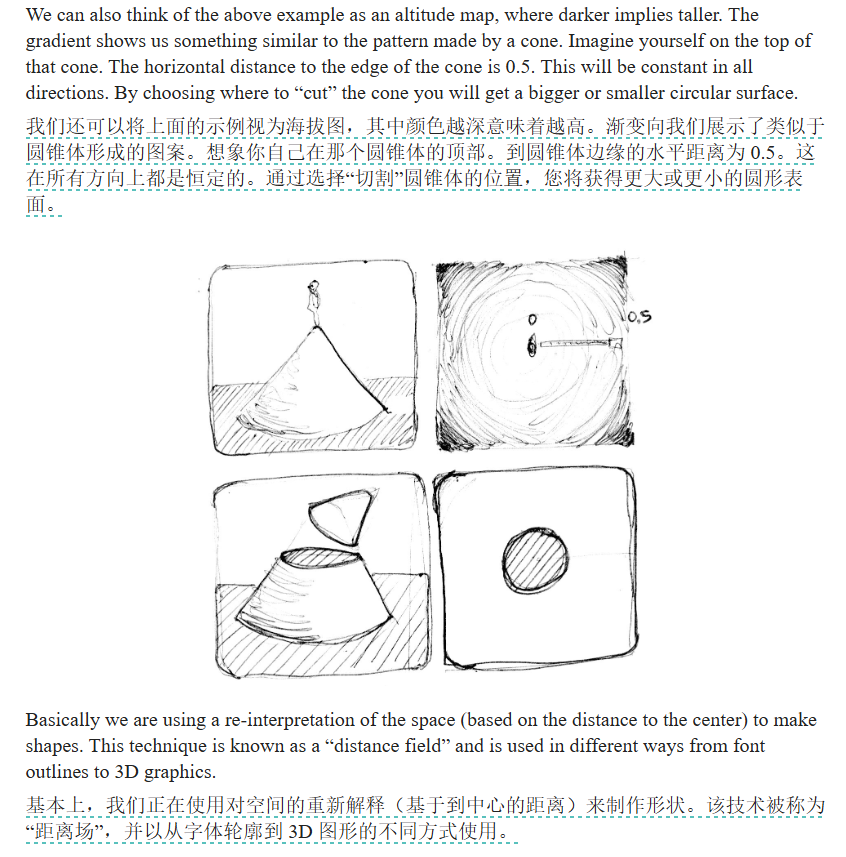 We can also think of the above example as an altitude map, where darker implies taller. The
gradient shows us something similar to the pattern made by a cone. Imagine yourself on the top of
that cone. The horizontal distance to the edge of the cone is 0.5. This will be constant in all
directions. By choosing where to “cut” the cone you will get a bigger or smaller circular surface.
我们还可以将上面的示例视为海拔图，其中颜色越深意味着越高。渐变向我们展示了类似于
圆锥体形成的图案。想象你自己在那个圆锥体的顶部。到圆锥体边缘的水平距离为 0.5。这
在所有方向上都是恒定的。通过选择“切割”圆锥体的位置，您将获得更大或更小的圆形表
面。
0
0.5
Basically we are using a re-interpretation of the space (based on the distance to the center) to make
shapes. This technique is known as a “distance field” and is used in different ways from font
outlines to 3D graphics.
基本上，我们正在使用对空间的重新解释（基于到中心的距离）来制作形状。该技术被称为
“距离场”，并以从字体轮廓到 3D 图形的不同方式使用。